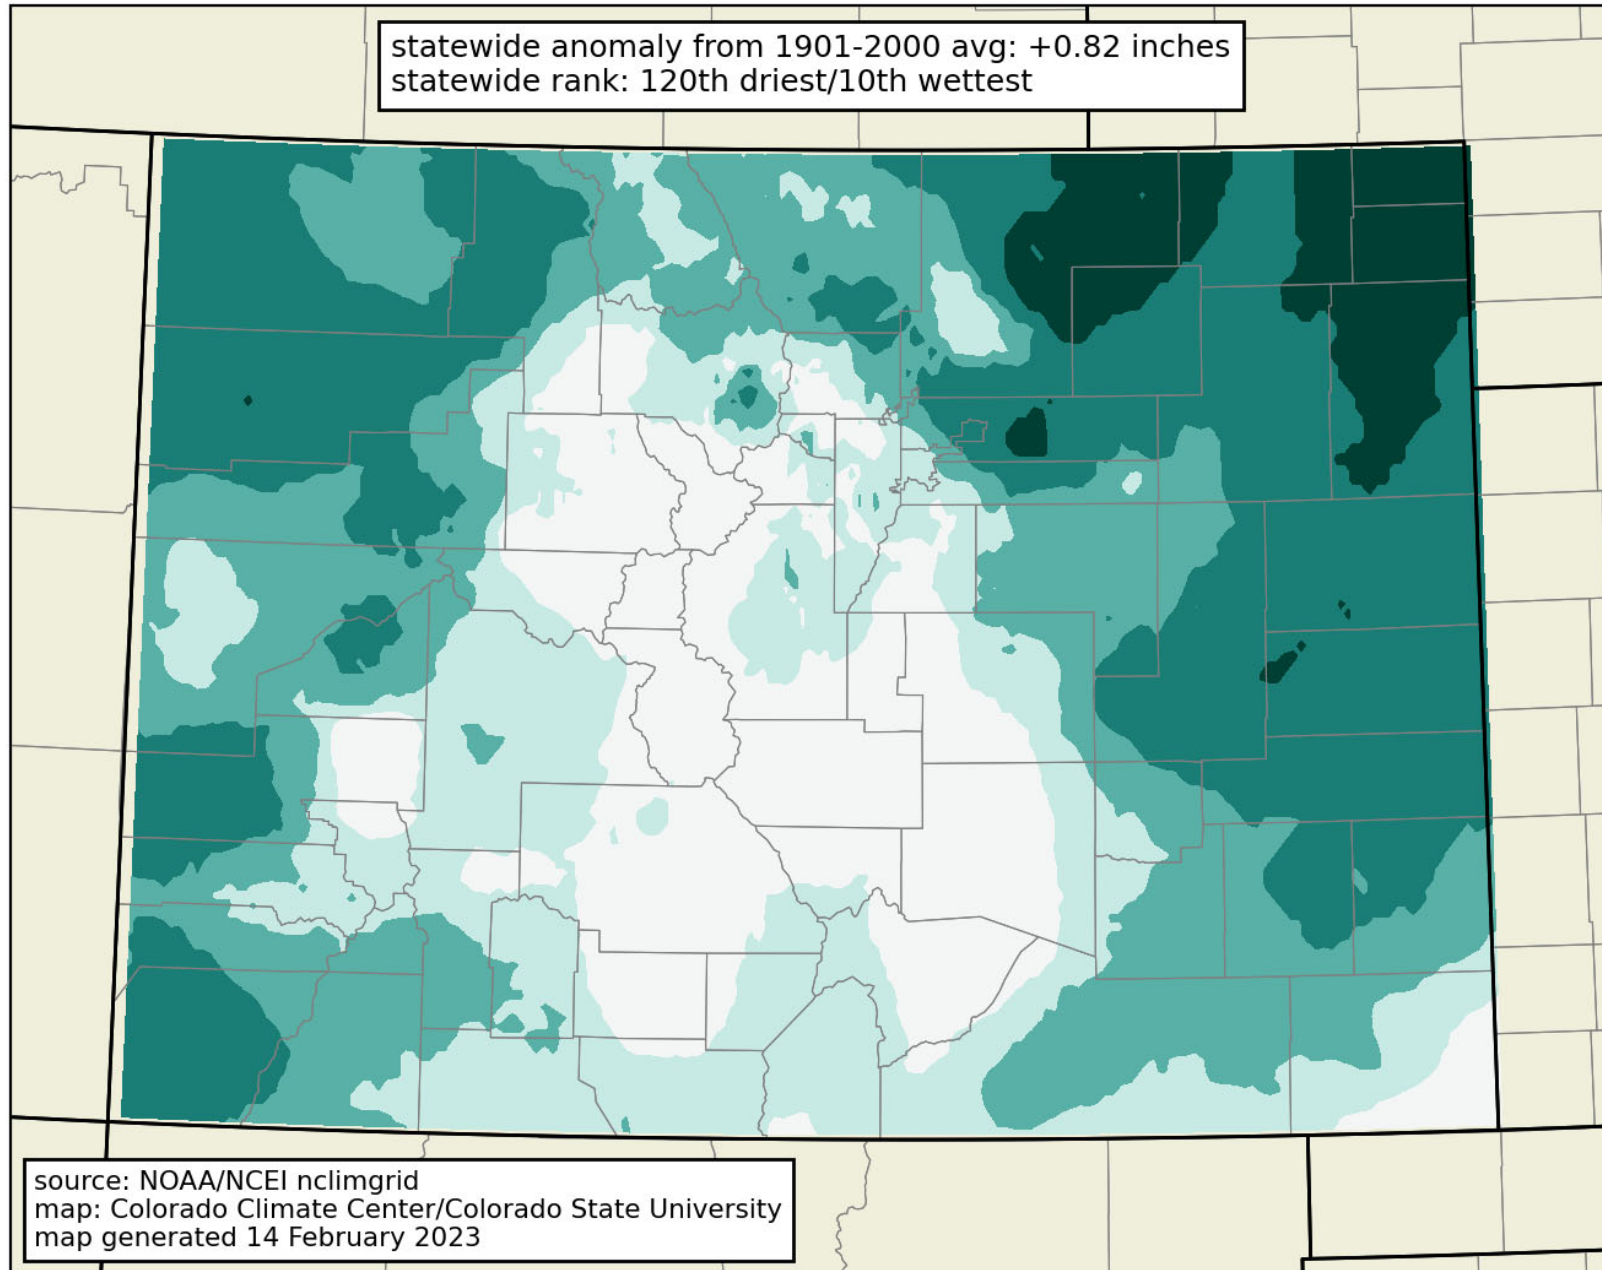 statewide anomaly from 1901-2000 avg: +0.82 inches
statewide rank: 120th driest/10th wettest
source: NOAA/NCEI nclimgrid
map: Colorado Climate Center/Colorado State University
map generated 14 February 2023